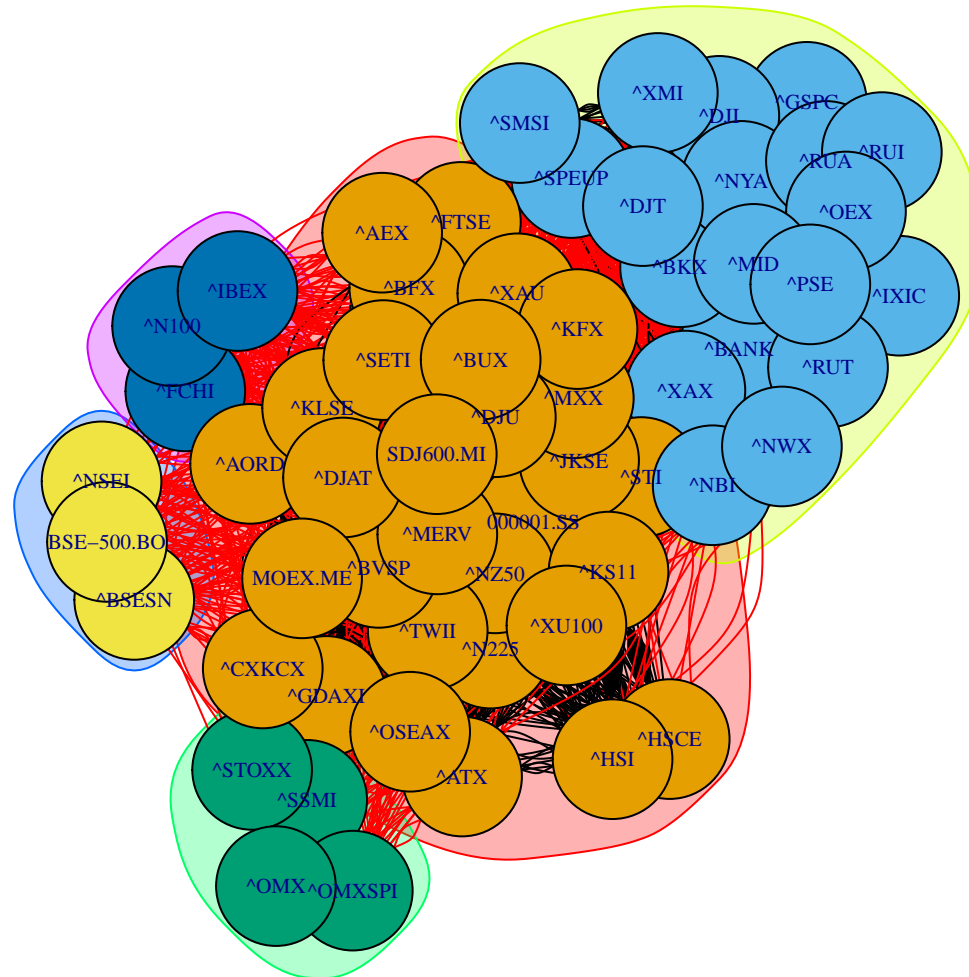 ^XMI
^GSPC
^DJI
^SMSI
^RUI
^RUA
^SPEUP
^NYA
^DJT
^OEX
^FTSE
^AEX
^BKX
^MID
^PSE
^IXIC
^IBEX
^BFX
^XAU
^N100
^KFX
^BANK
^SETI
^BUX
^RUT
^FCHI
^XAX
^MXX
^KLSE
^DJU
^NWX
SDJ600.MI
^AORD
^JKSE
^DJAT
^STI
^NSEI
^NBI
000001.SS
^MERV
BSE-500.BO
^BVSP
^NZ50
^KS11
MOEX.ME
^BSESN
^XU100
^TWII
^N225
^CXKCX
^GDAXI
^OSEAX
^HSCE
^HSI
^STOXX
^ATX
^SSMI
^OMX
^OMXSPI